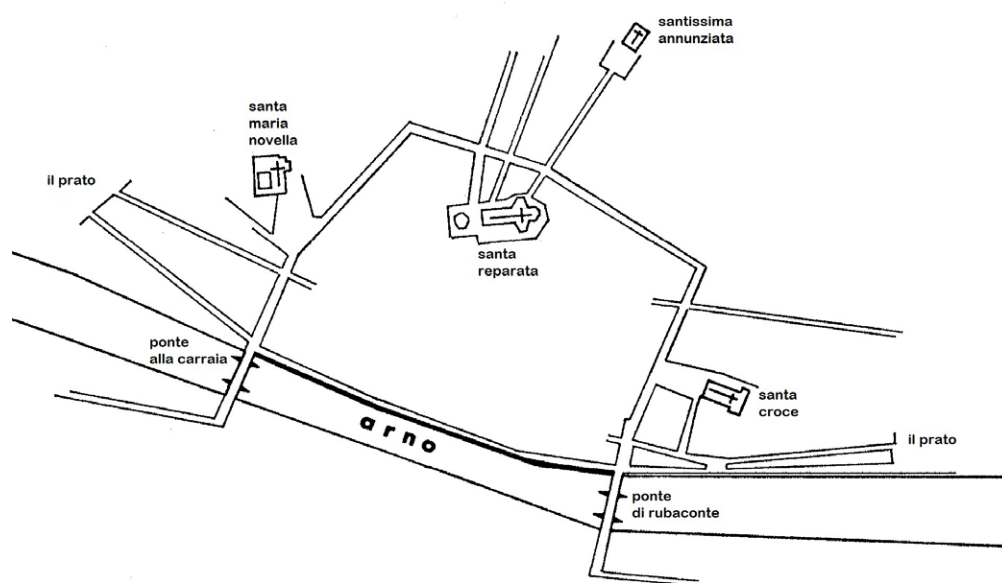 santissima
annunziata
santa
maria
novella
il prato
santa
reparata
ponte
alla carraia
arno
santa
croce
il prato
ponte
di rubaconte